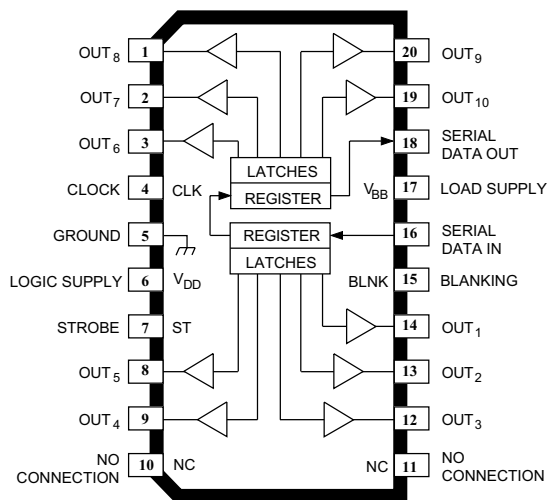 OUT8 1 20 OUT9
OUT7 2 19 OUT10
OUT6 3 18 SERIAL DATA OUT
LATCHES
CLOCK 4 CLK REGISTER VBB 17 LOAD SUPPLY
GROUND 5 REGISTER 16 SERIAL DATA IN
LATCHES
LOGIC SUPPLY 6 VDD BLNK 15 BLANKING
STROBE 7 ST 14 OUT1
OUT5 8 13 OUT2
OUT4 9 12 OUT3
NO CONNECTION 10 NC NC 11 NO CONNECTION